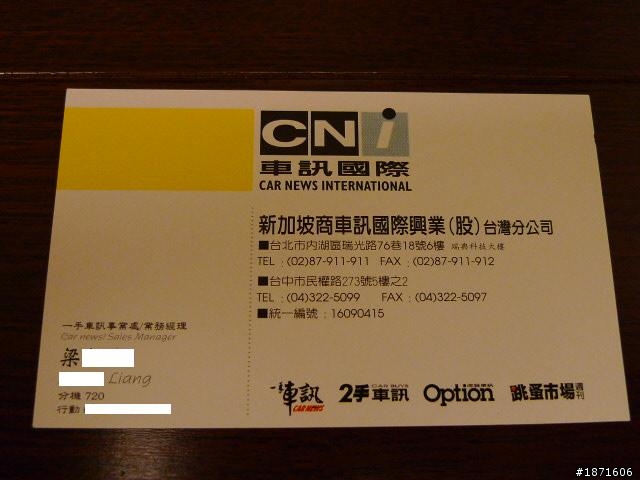 CNi
車訊國際
CAR NEWS INTERNATIONAL
新加坡商車訊國際興業(股)台灣分公司
■台北市內湖區瑞光路76巷18號6樓 瑞典科技大樓
TEL：(02)87-911-911 FAX：(02)87-911-912
■台中市民權路273號5樓之2
TEL：(04)322-5099 FAX：(04)322-5097
■統一編號：16090415
一手車訊事業處/業務經理
Car news/Sales Manager
梁
Liang
分機 720
行動：
一手車訊 CAR NEWS
CAR BUYS
2手車訊
Option
跳蚤市場週刊
#1871606